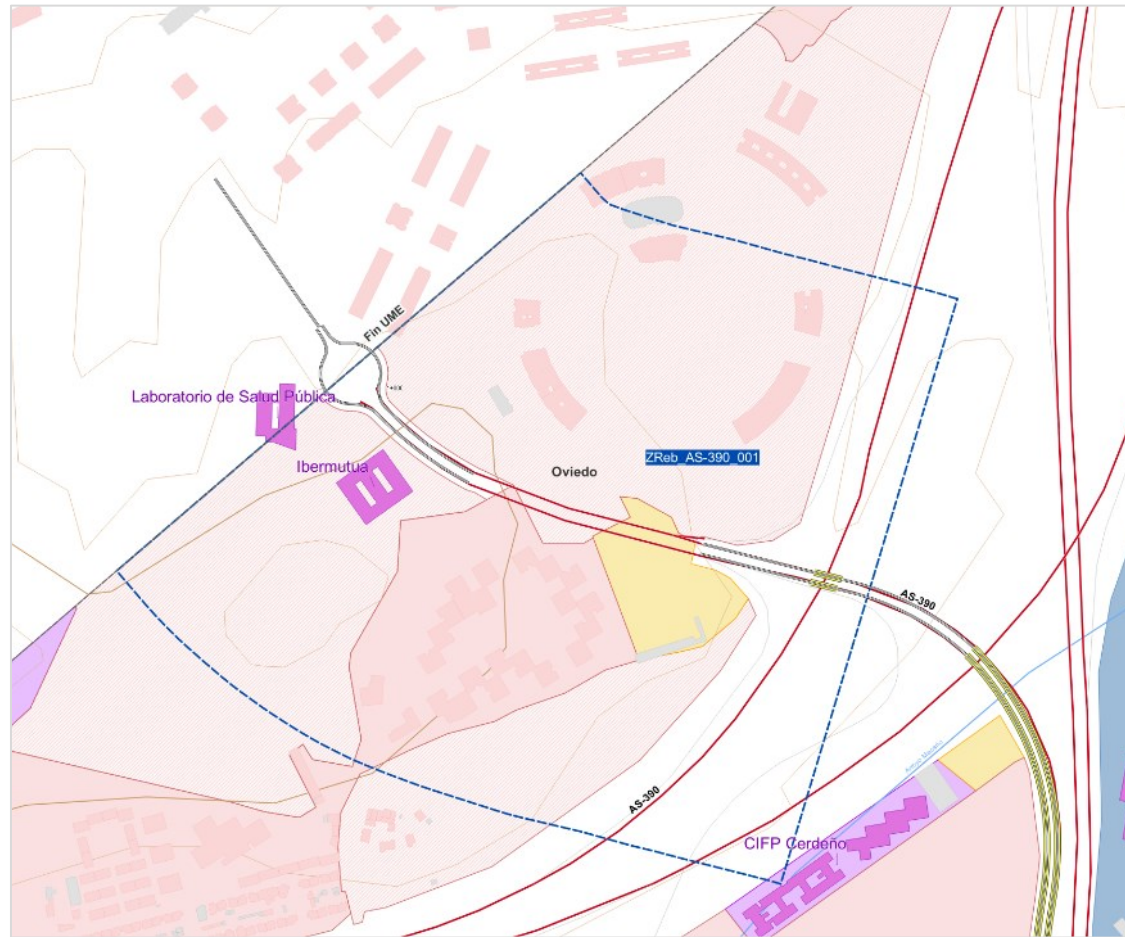 Fin UME
Laboratorio de Salud Pública
Ibermutua
Oviedo
ZReb_AS-390_001
AS-390
AS-390
CIFP Cerdeño